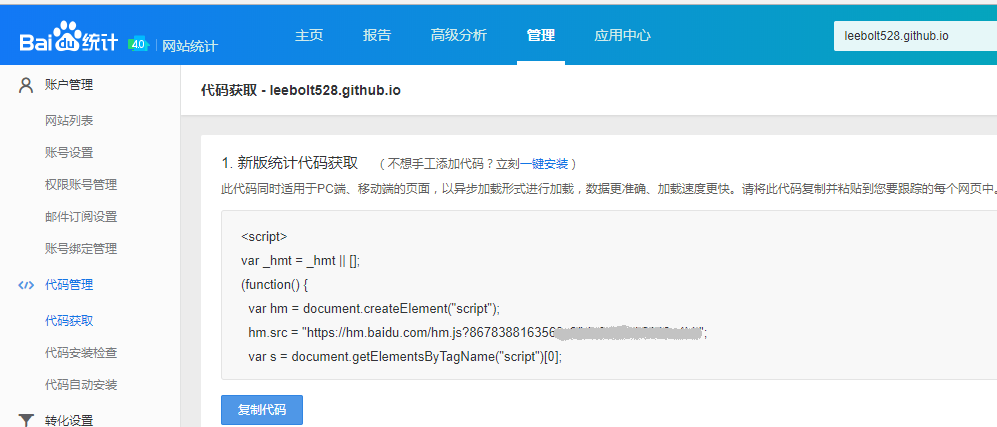 Bai du 统计 4.0 网站统计 主页 报告 高级分析 管理 应用中心 leebolt528.github.io
账户管理
网站列表
账号设置
权限账号管理
邮件订阅设置
账号绑定管理
代码管理
代码获取
代码安装检查
代码自动安装
转化设置
代码获取 - leebolt528.github.io
1. 新版统计代码获取 （不想手工添加代码？立刻一键安装）
此代码同时适用于PC端、移动端的页面，以异步加载形式进行加载，数据更准确、加载速度更快。请将此代码复制并粘贴到您要跟踪的每个网页中。
<script>
var _hmt = _hmt || [];
(function() {
var hm = document.createElement("script");
hm.src = "https://hm.baidu.com/hm.js?867838816356 ";
var s = document.getElementsByTagName("script")[0];
复制代码